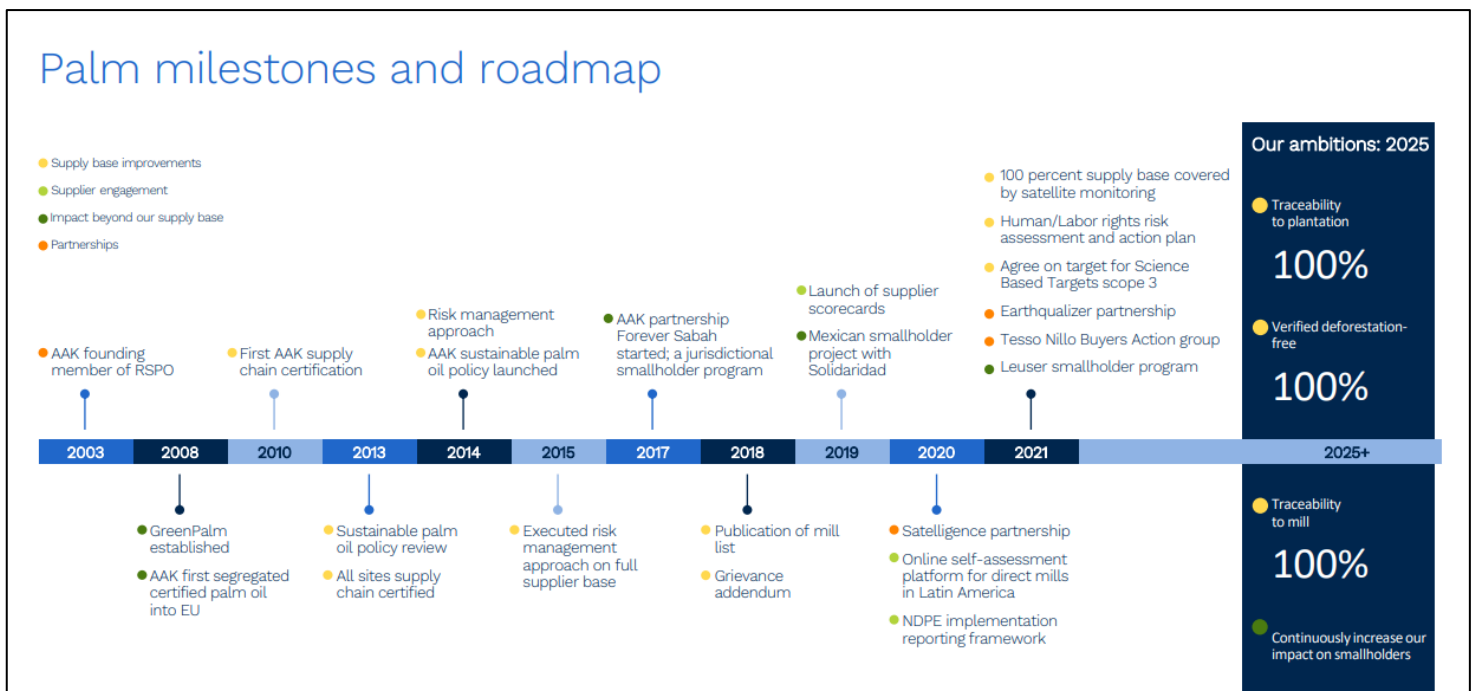 Palm milestones and roadmap
Supply base improvements
Supplier engagement
Impact beyond our supply base
Partnerships
AAK founding
member of RSPO
First AAK supply
chain certification
Risk management
approach
AAK sustainable palm
oil policy launched
AAK partnership
Forever Sabah
started; a jurisdictional
smallholder program
Launch of supplier
scorecards
Mexican smallholder
project with
Solidaridad
100 percent supply base covered
by satellite monitoring
Human/Labor rights risk
assessment and action plan
Agree on target for Science
Based Targets scope 3
Earthqualizer partnership
Tesso Nillo Buyers Action group
Leuser smallholder program
Our ambitions: 2025
Traceability
to plantation
100%
Verified deforestation-
free
100%
2003 2008 2010 2013 2014 2015 2017 2018 2019 2020 2021 2025+
GreenPalm
established
AAK first segregated
certified palm oil
into EU
Sustainable palm
oil policy review
All sites supply
chain certified
Executed risk
management
approach on full
supplier base
Publication of mill
list
Grievance
addendum
Satelligence partnership
Online self-assessment
platform for direct mills
in Latin America
NDPE implementation
reporting framework
Traceability
to mill
100%
Continuously increase our
impact on smallholders